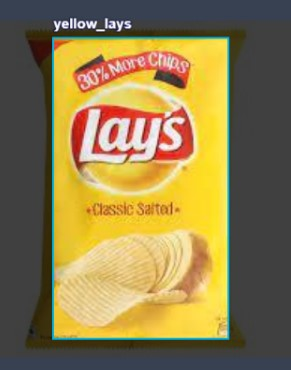 yellow_lays
30% More Chips
Lay's
Classic Salted